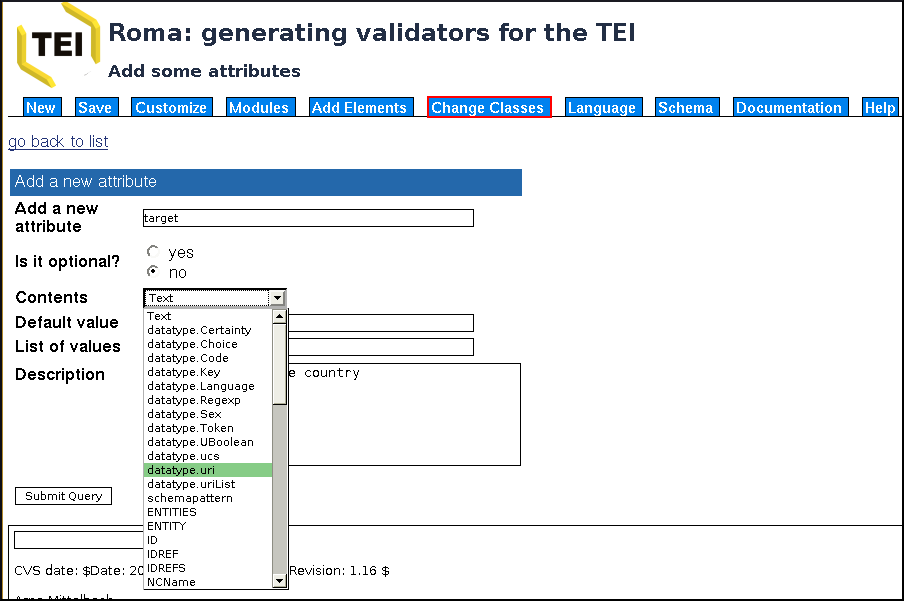 TEI
Roma: generating validators for the TEI
Add some attributes
New Save Customize Modules Add Elements Change Classes Language Schema Documentation Help
go back to list
Add a new attribute
Add a new
attribute
target
Is it optional?
yes
no
Contents
Text
Default value
List of values
Description
e country
Text
datatype.Certainty
datatype.Choice
datatype.Code
datatype.Key
datatype.Language
datatype.Regexp
datatype.Sex
datatype.Token
datatype.UBoolean
datatype.ucs
datatype.uri
datatype.uriList
schemapattern
ENTITIES
ENTITY
ID
IDREF
IDREFS
NCName
Submit Query
CVS date: $Date: 20 Revision: 1.16 $